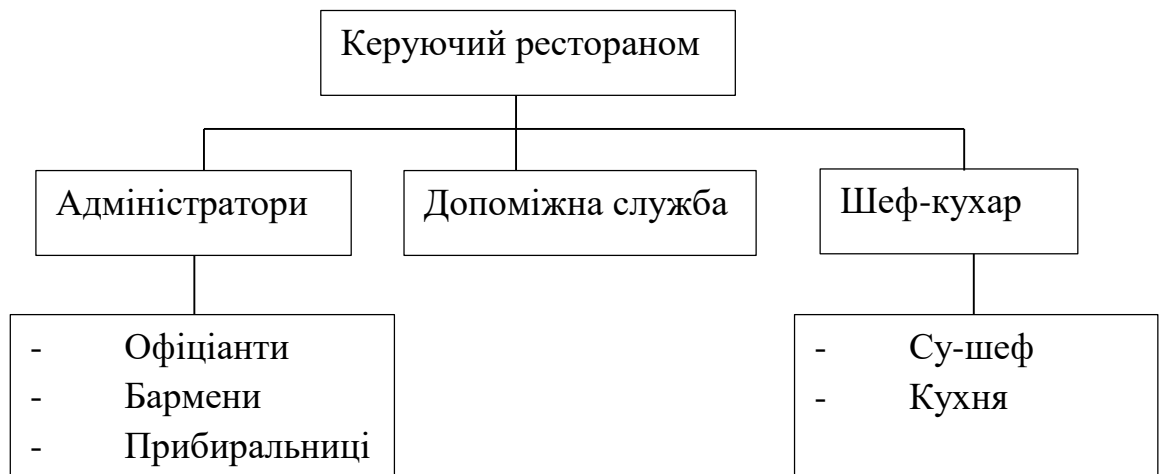 Керуючий рестораном
Адміністратори
Допоміжна служба
Шеф-кухар
- Офіціанти
- Бармени
- Прибиральниці
- Су-шеф
- Кухня